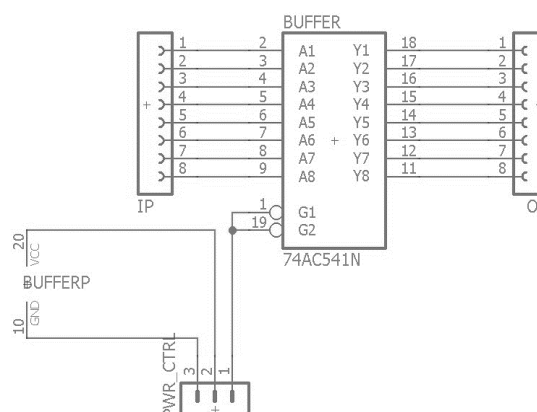 BUFFER
1 2 A1 Y1 18 1
2 3 A2 Y2 17 2
3 4 A3 Y3 16 3
4 5 A4 Y4 15 4
5 6 A5 Y5 14 5
6 7 A6 Y6 13 6
7 8 A7 Y7 12 7
8 9 A8 Y8 11 8
IP
O
1 G1
19 G2
74AC541N
20 VCC
BUFFERP
10 GND
PWR_CTRL
3 2 1